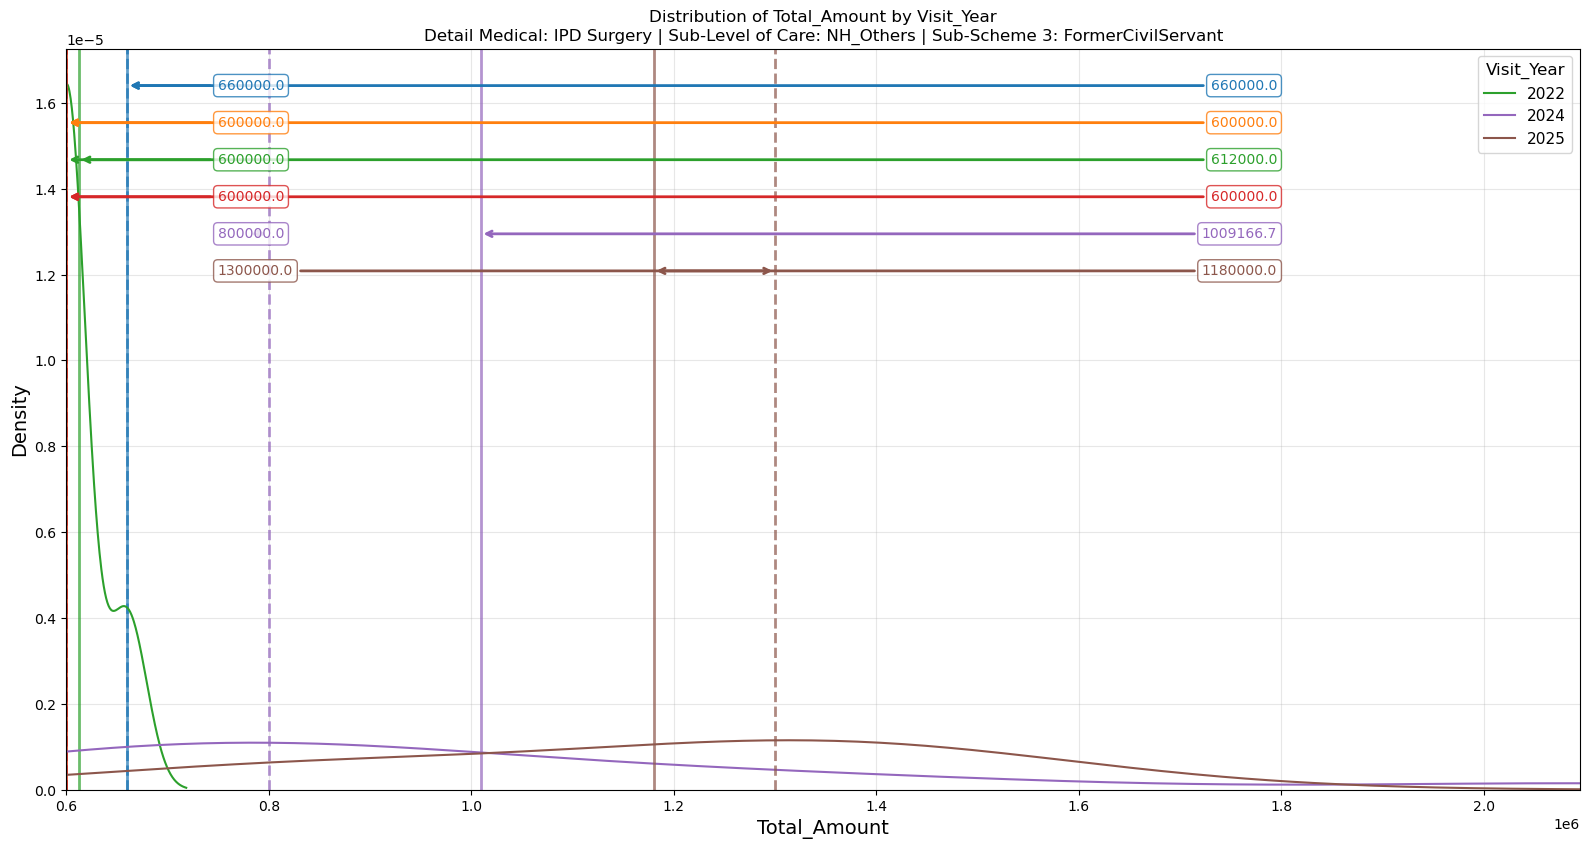 Distribution of Total_Amount by Visit_Year
Detail Medical: IPD Surgery | Sub-Level of Care: NH_Others | Sub-Scheme 3: FormerCivilServant
1e−5
Visit_Year
2022
2024
2025
660000.0 660000.0
600000.0 600000.0
600000.0 612000.0
600000.0 600000.0
800000.0 1009166.7
1300000.0 1180000.0
1.6
1.4
1.2
1.0
0.8
0.6
0.4
0.2
0.0
Density
0.6 0.8 1.0 1.2 1.4 1.6 1.8 2.0
1e6
Total_Amount